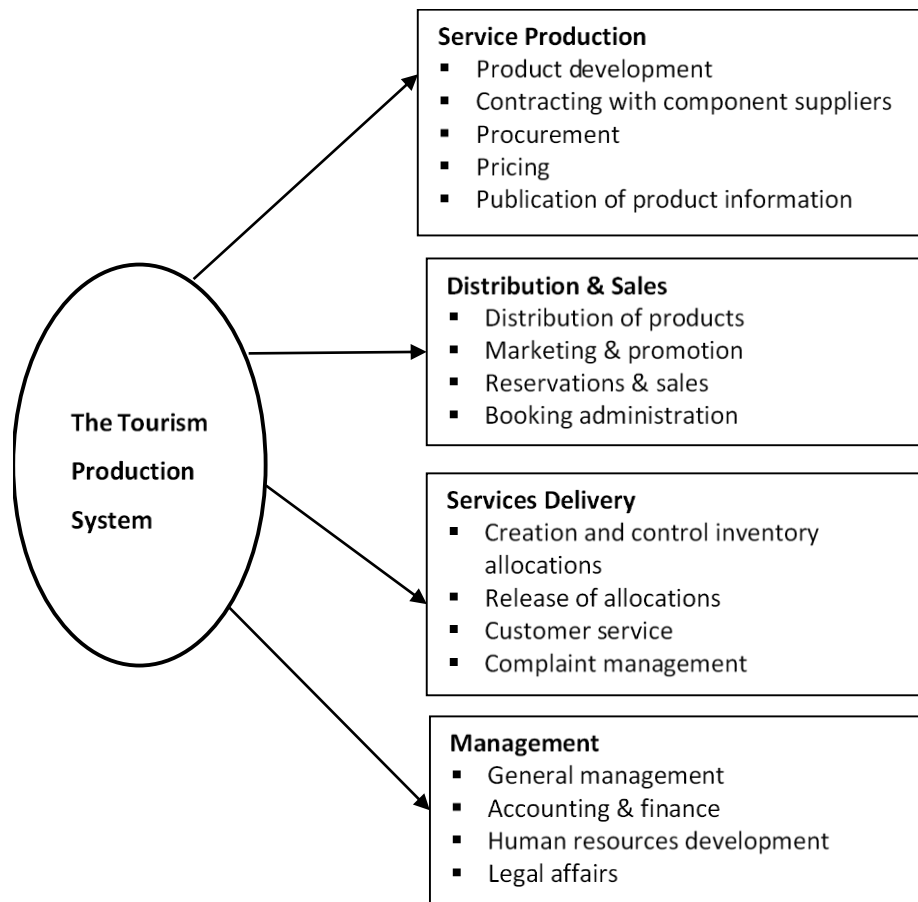 Service Production
▪ Product development
▪ Contracting with component suppliers
▪ Procurement
▪ Pricing
▪ Publication of product information
Distribution & Sales
▪ Distribution of products
▪ Marketing & promotion
▪ Reservations & sales
▪ Booking administration
The Tourism
Production
System
Services Delivery
▪ Creation and control inventory
allocations
▪ Release of allocations
▪ Customer service
▪ Complaint management
Management
▪ General management
▪ Accounting & finance
▪ Human resources development
▪ Legal affairs